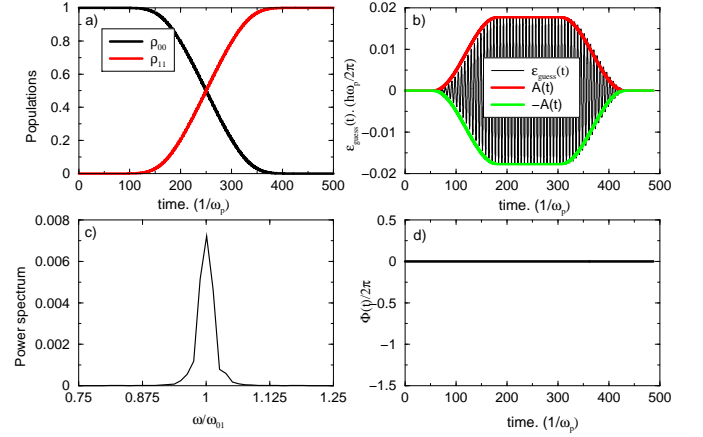 a)
1
0.8
0.6
0.4
0.2
0
Populations
ρ00
ρ11
0 100 200 300 400 500
time. (1/ωp)
b)
0.02
0.01
0
−0.01
−0.02
εguess(t). (ħωp/2π)
εguess(t)
A(t)
−A(t)
0 100 200 300 400 500
time. (1/ωp)
c)
0.008
0.006
0.004
0.002
0
Power spectrum
0.75 0.875 1 1.125 1.25
ω/ω01
d)
0
−0.5
−1
−1.5
Φ(t)/2π
0 100 200 300 400 500
time. (1/ωp)